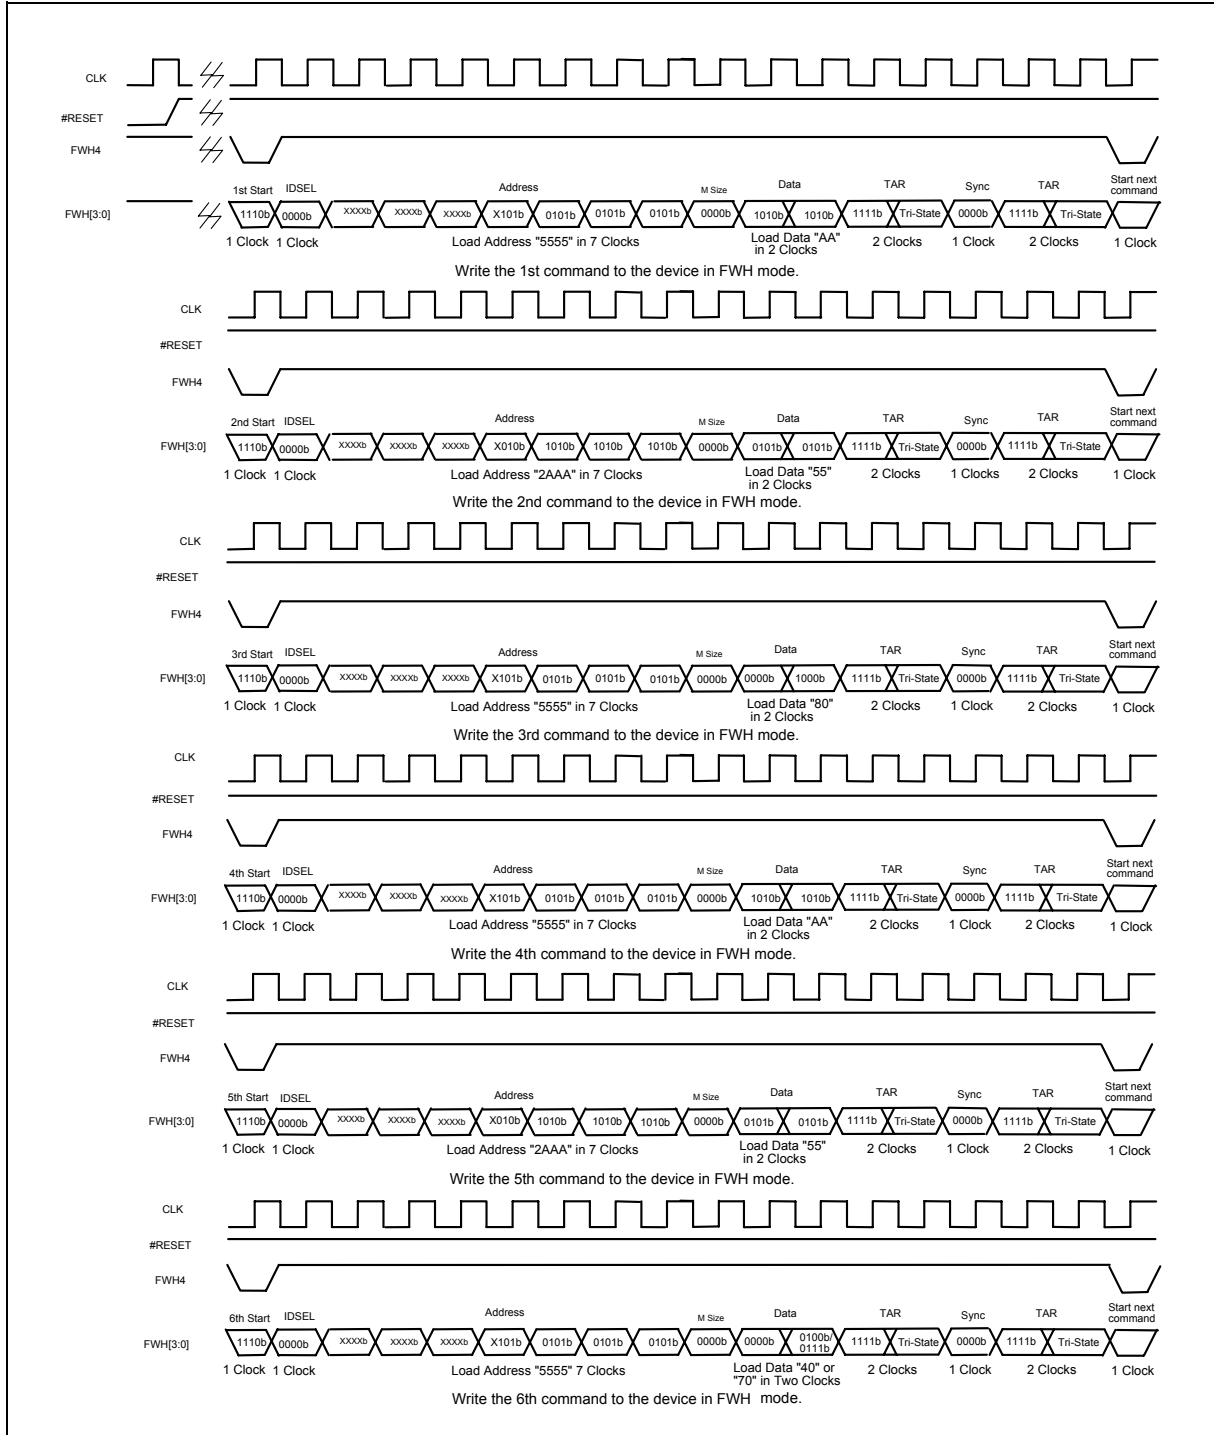 CLK
#RESET
FWH4
1st Start IDSEL Address M Size Data TAR Sync TAR Start next command
FWH[3:0] 1110b 0000b XXXXb XXXXb XXXXb X101b 0101b 0101b 0101b 0000b 1010b 1010b 1111b Tri-State 0000b 1111b Tri-State
1 Clock 1 Clock Load Address "5555" in 7 Clocks Load Data "AA" in 2 Clocks 2 Clocks 1 Clock 2 Clocks 1 Clock
Write the 1st command to the device in FWH mode.
CLK
#RESET
FWH4
2nd Start IDSEL Address M Size Data TAR Sync TAR Start next command
FWH[3:0] 1110b 0000b XXXXb XXXXb XXXXb X010b 1010b 1010b 1010b 0000b 0101b 0101b 1111b Tri-State 0000b 1111b Tri-State
1 Clock 1 Clock Load Address "2AAA" in 7 Clocks Load Data "55" in 2 Clocks 2 Clocks 1 Clocks 2 Clocks 1 Clock
Write the 2nd command to the device in FWH mode.
CLK
#RESET
FWH4
3rd Start IDSEL Address M Size Data TAR Sync TAR Start next command
FWH[3:0] 1110b 0000b XXXXb XXXXb XXXXb X101b 0101b 0101b 0101b 0000b 0000b 1000b 1111b Tri-State 0000b 1111b Tri-State
1 Clock 1 Clock Load Address "5555" in 7 Clocks Load Data "80" in 2 Clocks 2 Clocks 1 Clock 2 Clocks 1 Clock
Write the 3rd command to the device in FWH mode.
CLK
#RESET
FWH4
4th Start IDSEL Address M Size Data TAR Sync TAR Start next command
FWH[3:0] 1110b 0000b XXXXb XXXXb XXXXb X101b 0101b 0101b 0101b 0000b 1010b 1010b 1111b Tri-State 0000b 1111b Tri-State
1 Clock 1 Clock Load Address "5555" in 7 Clocks Load Data "AA" in 2 Clocks 2 Clocks 1 Clock 2 Clocks 1 Clock
Write the 4th command to the device in FWH mode.
CLK
#RESET
FWH4
5th Start IDSEL Address M Size Data TAR Sync TAR Start next command
FWH[3:0] 1110b 0000b XXXXb XXXXb XXXXb X010b 1010b 1010b 1010b 0000b 0101b 0101b 1111b Tri-State 0000b 1111b Tri-State
1 Clock 1 Clock Load Address "2AAA" in 7 Clocks Load Data "55" in 2 Clocks 2 Clocks 1 Clock 2 Clocks 1 Clock
Write the 5th command to the device in FWH mode.
CLK
#RESET
FWH4
6th Start IDSEL Address M Size Data TAR Sync TAR Start next command
FWH[3:0] 1110b 0000b XXXXb XXXXb XXXXb X101b 0101b 0101b 0101b 0000b 0000b 0100b/ 0111b 1111b Tri-State 0000b 1111b Tri-State
1 Clock 1 Clock Load Address "5555" 7 Clocks Load Data "40" or "70" in Two Clocks 2 Clocks 1 Clock 2 Clocks 1 Clock
Write the 6th command to the device in FWH mode.